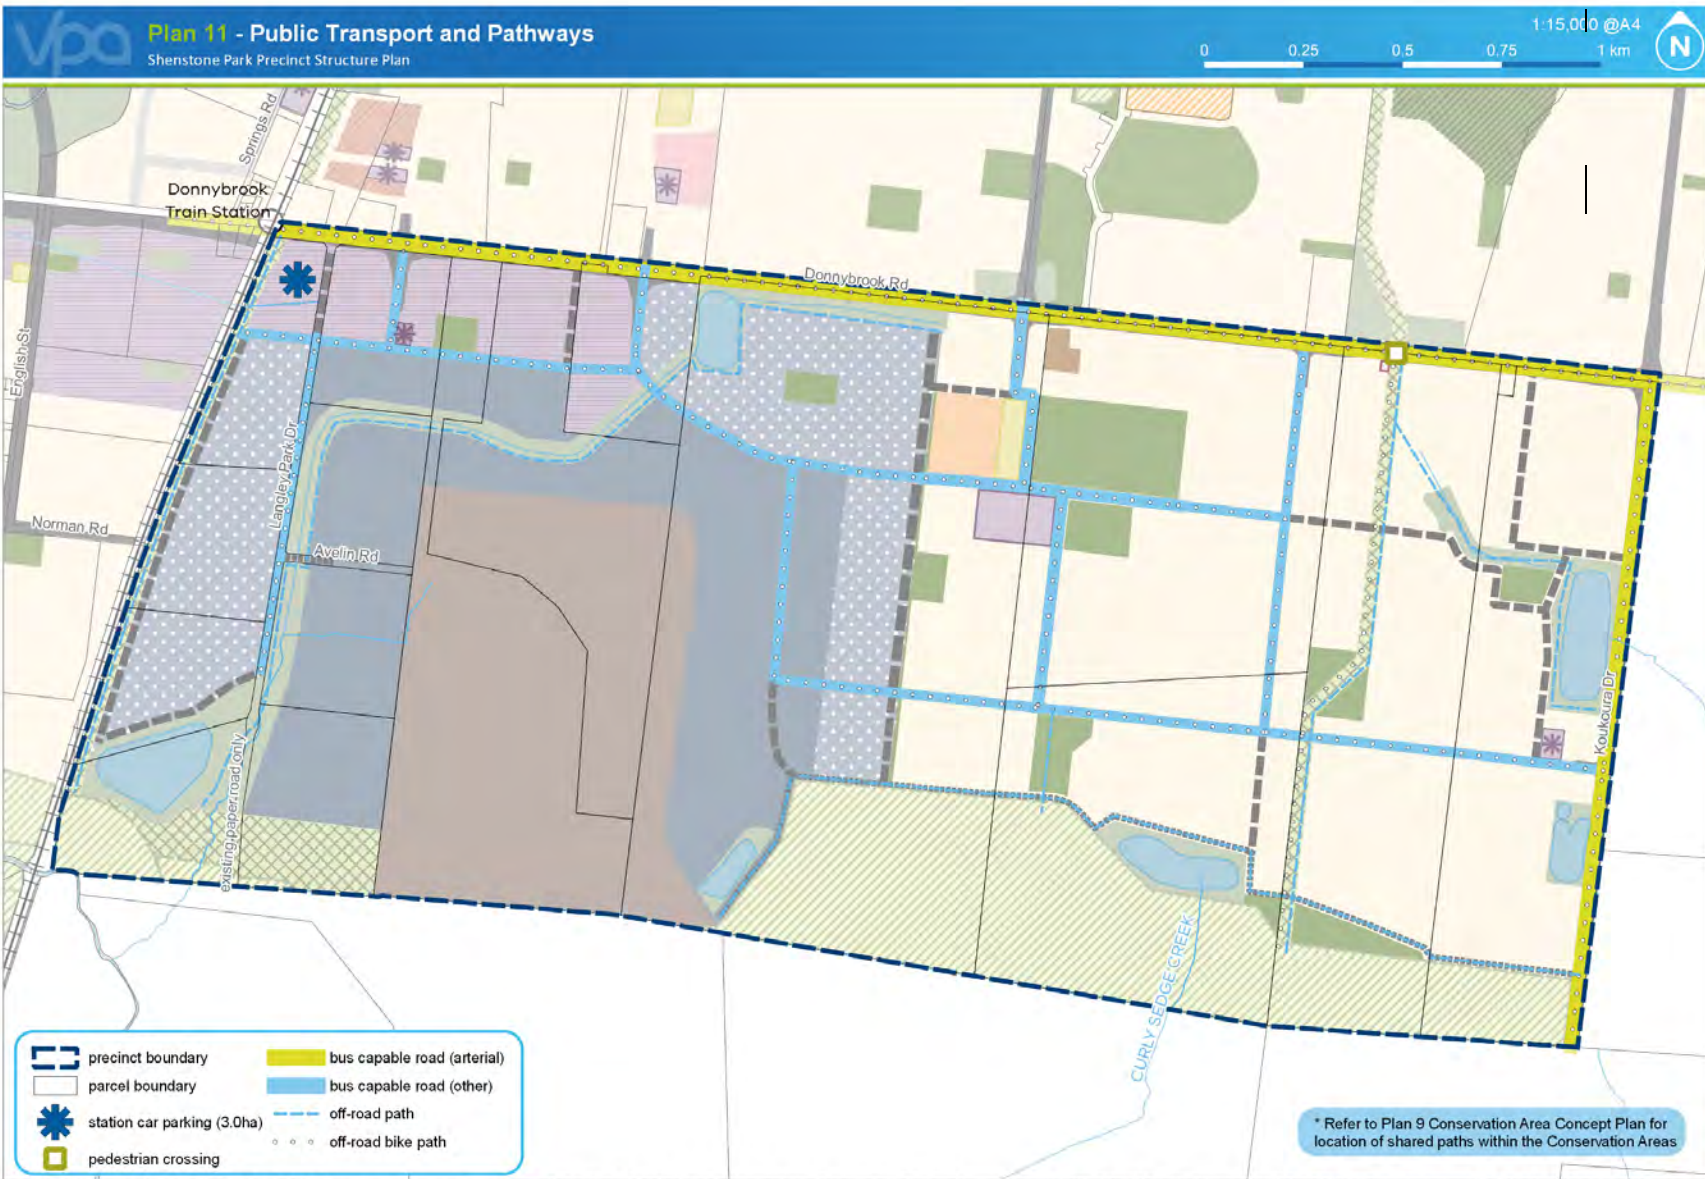 vpa
Plan 11 - Public Transport and Pathways
Shenstone Park Precinct Structure Plan
1:15,000 @A4
0 0.25 0.5 0.75 1 km
N
Springs Rd
Donnybrook
Train Station
Donnybrook Rd
English St
Langley Park Dr
Norman Rd
Avelin Rd
Koukoura Dr
existing paper road only
CURLY SEDGE CREEK
precinct boundary
parcel boundary
station car parking (3.0ha)
pedestrian crossing
bus capable road (arterial)
bus capable road (other)
off-road path
off-road bike path
* Refer to Plan 9 Conservation Area Concept Plan for
location of shared paths within the Conservation Areas